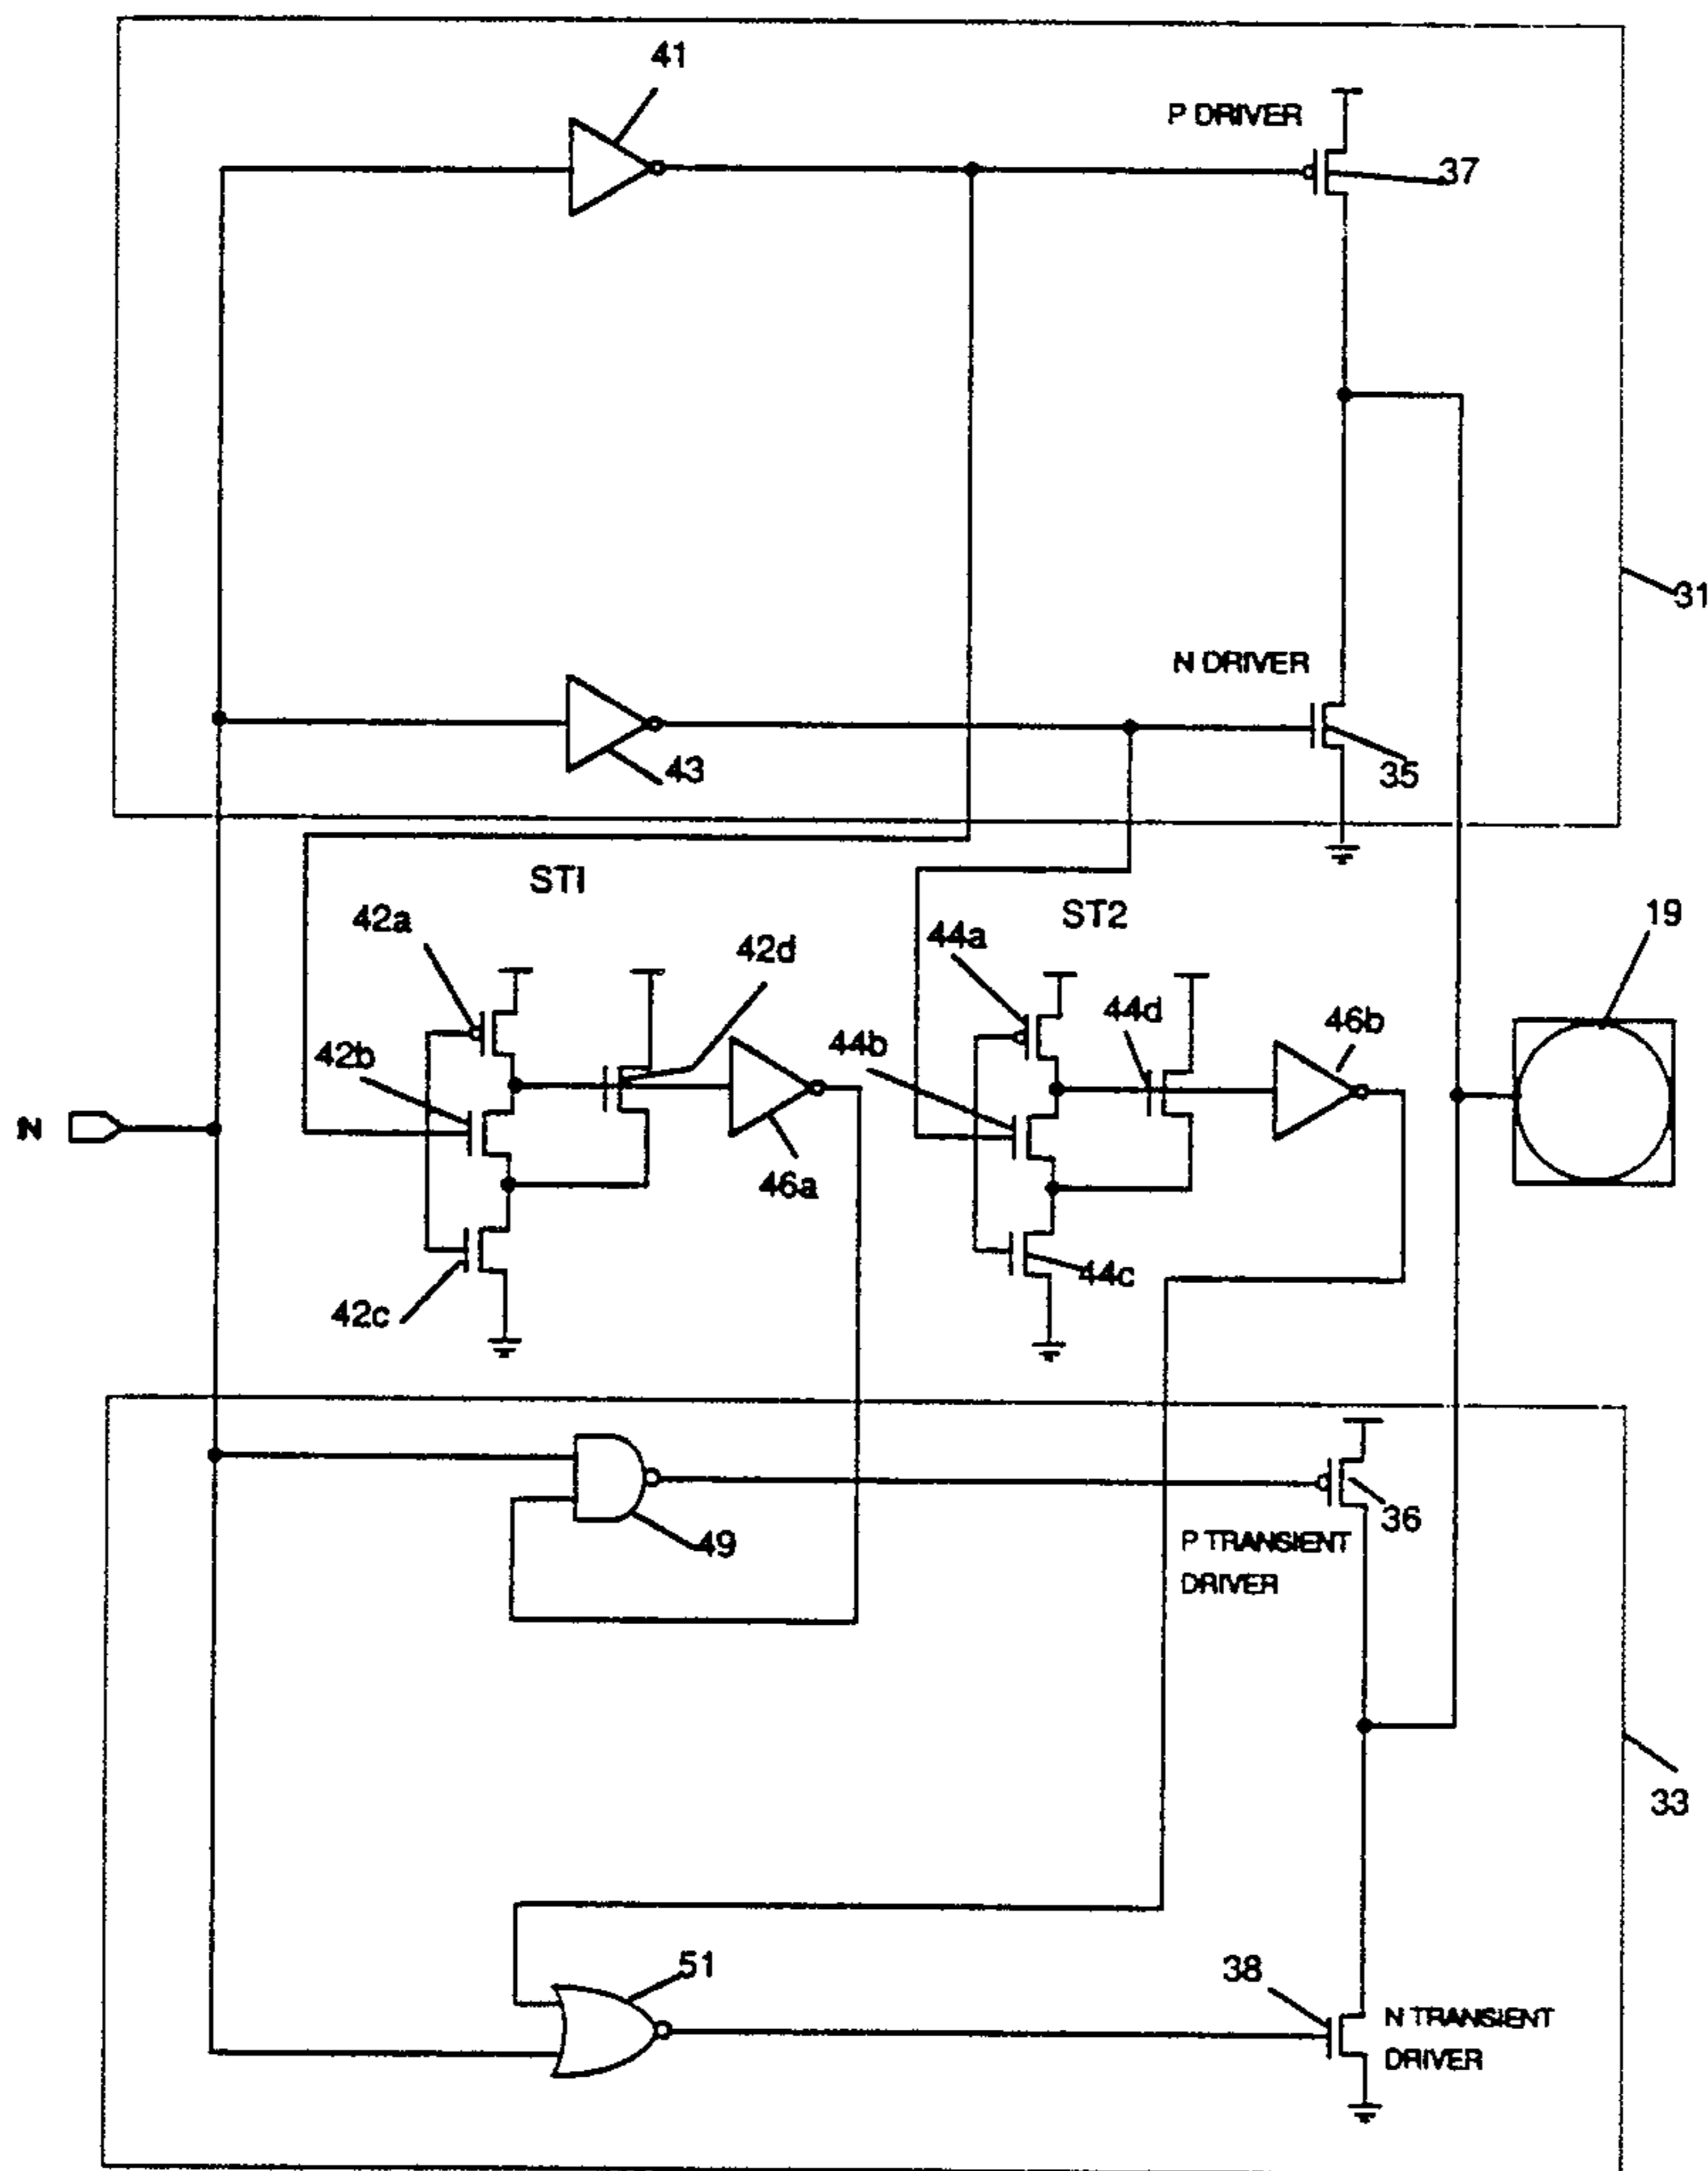 41
P DRIVER
37
31
N DRIVER
43
35
STI
ST2
19
42a
42d
44a
44d
46b
42b
44b
IN
46a
42c
44c
49
36
P TRANSIENT
DRIVER
33
51
38
N TRANSIENT
DRIVER